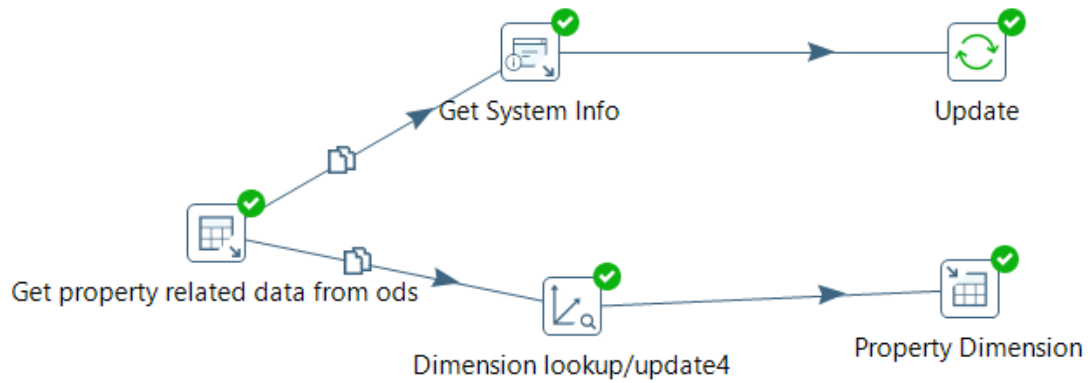 Get System Info
Update
Get property related data from ods
Property Dimension
Dimension lookup/update4